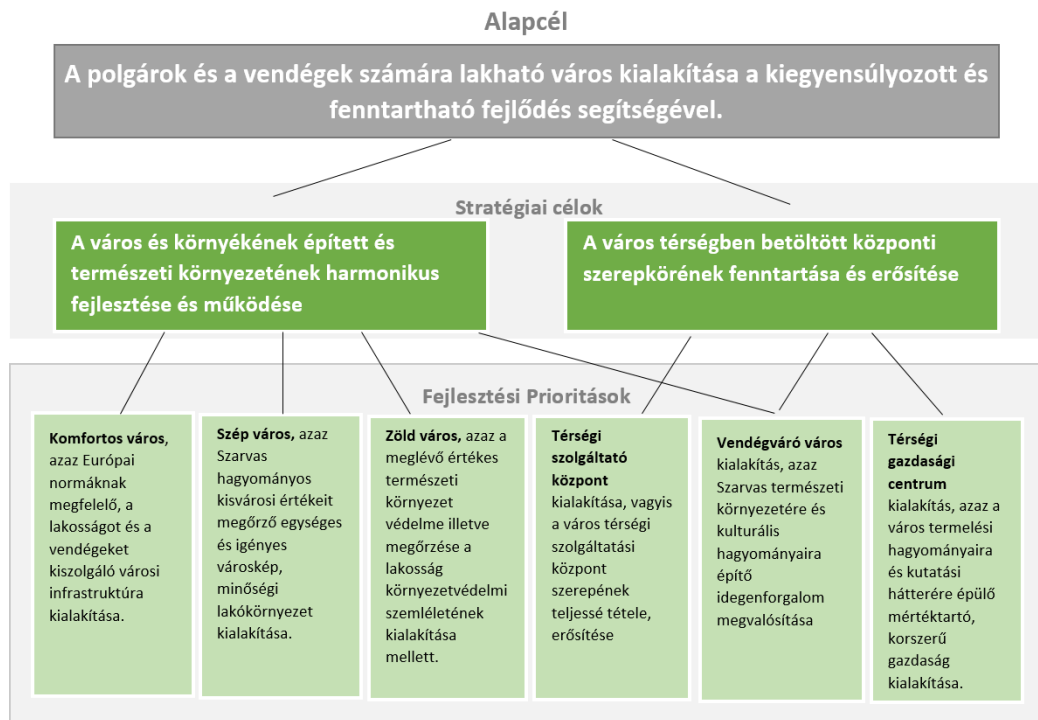 Alapcél
A polgárok és a vendégek számára lakható város kialakítása a kiegyensúlyozott és
fenntartható fejlődés segítségével.
Stratégiai célok
A város és környékének épített és
természeti környezetének harmonikus
fejlesztése és működése
A város térségben betöltött központi
szerepkörének fenntartása és erősítése
Fejlesztési Prioritások
Komfortos város,
azaz Európai
normáknak
megfelelő, a
lakosságot és a
vendégeket
kiszolgáló városi
infrastruktúra
kialakítása.
Szép város, azaz
Szarvas
hagyományos
kisvárosi értékeit
megőrző egységes
és igényes
városkép,
minőségi
lakókörnyezet
kialakítása.
Zöld város, azaz a
meglévő értékes
természeti
környezet
védelme illetve
megőrzése a
lakosság
környezetvédelmi
szemléletének
kialakítása
mellett.
Térségi
szolgáltató
központ
kialakítása, vagyis
a város térségi
szolgáltatási
központ
szerepének
teljessé tétele,
erősítése
Vendégváró város
kialakítás, azaz
Szarvas természeti
környezetére és
kulturális
hagyományaira
építő
idegenforgalom
megvalósítása
Térségi
gazdasági
centrum
kialakítás, azaz a
város termelési
hagyományaira
és kutatási
hátterére épülő
mértéktartó,
korszerű
gazdaság
kialakítása.